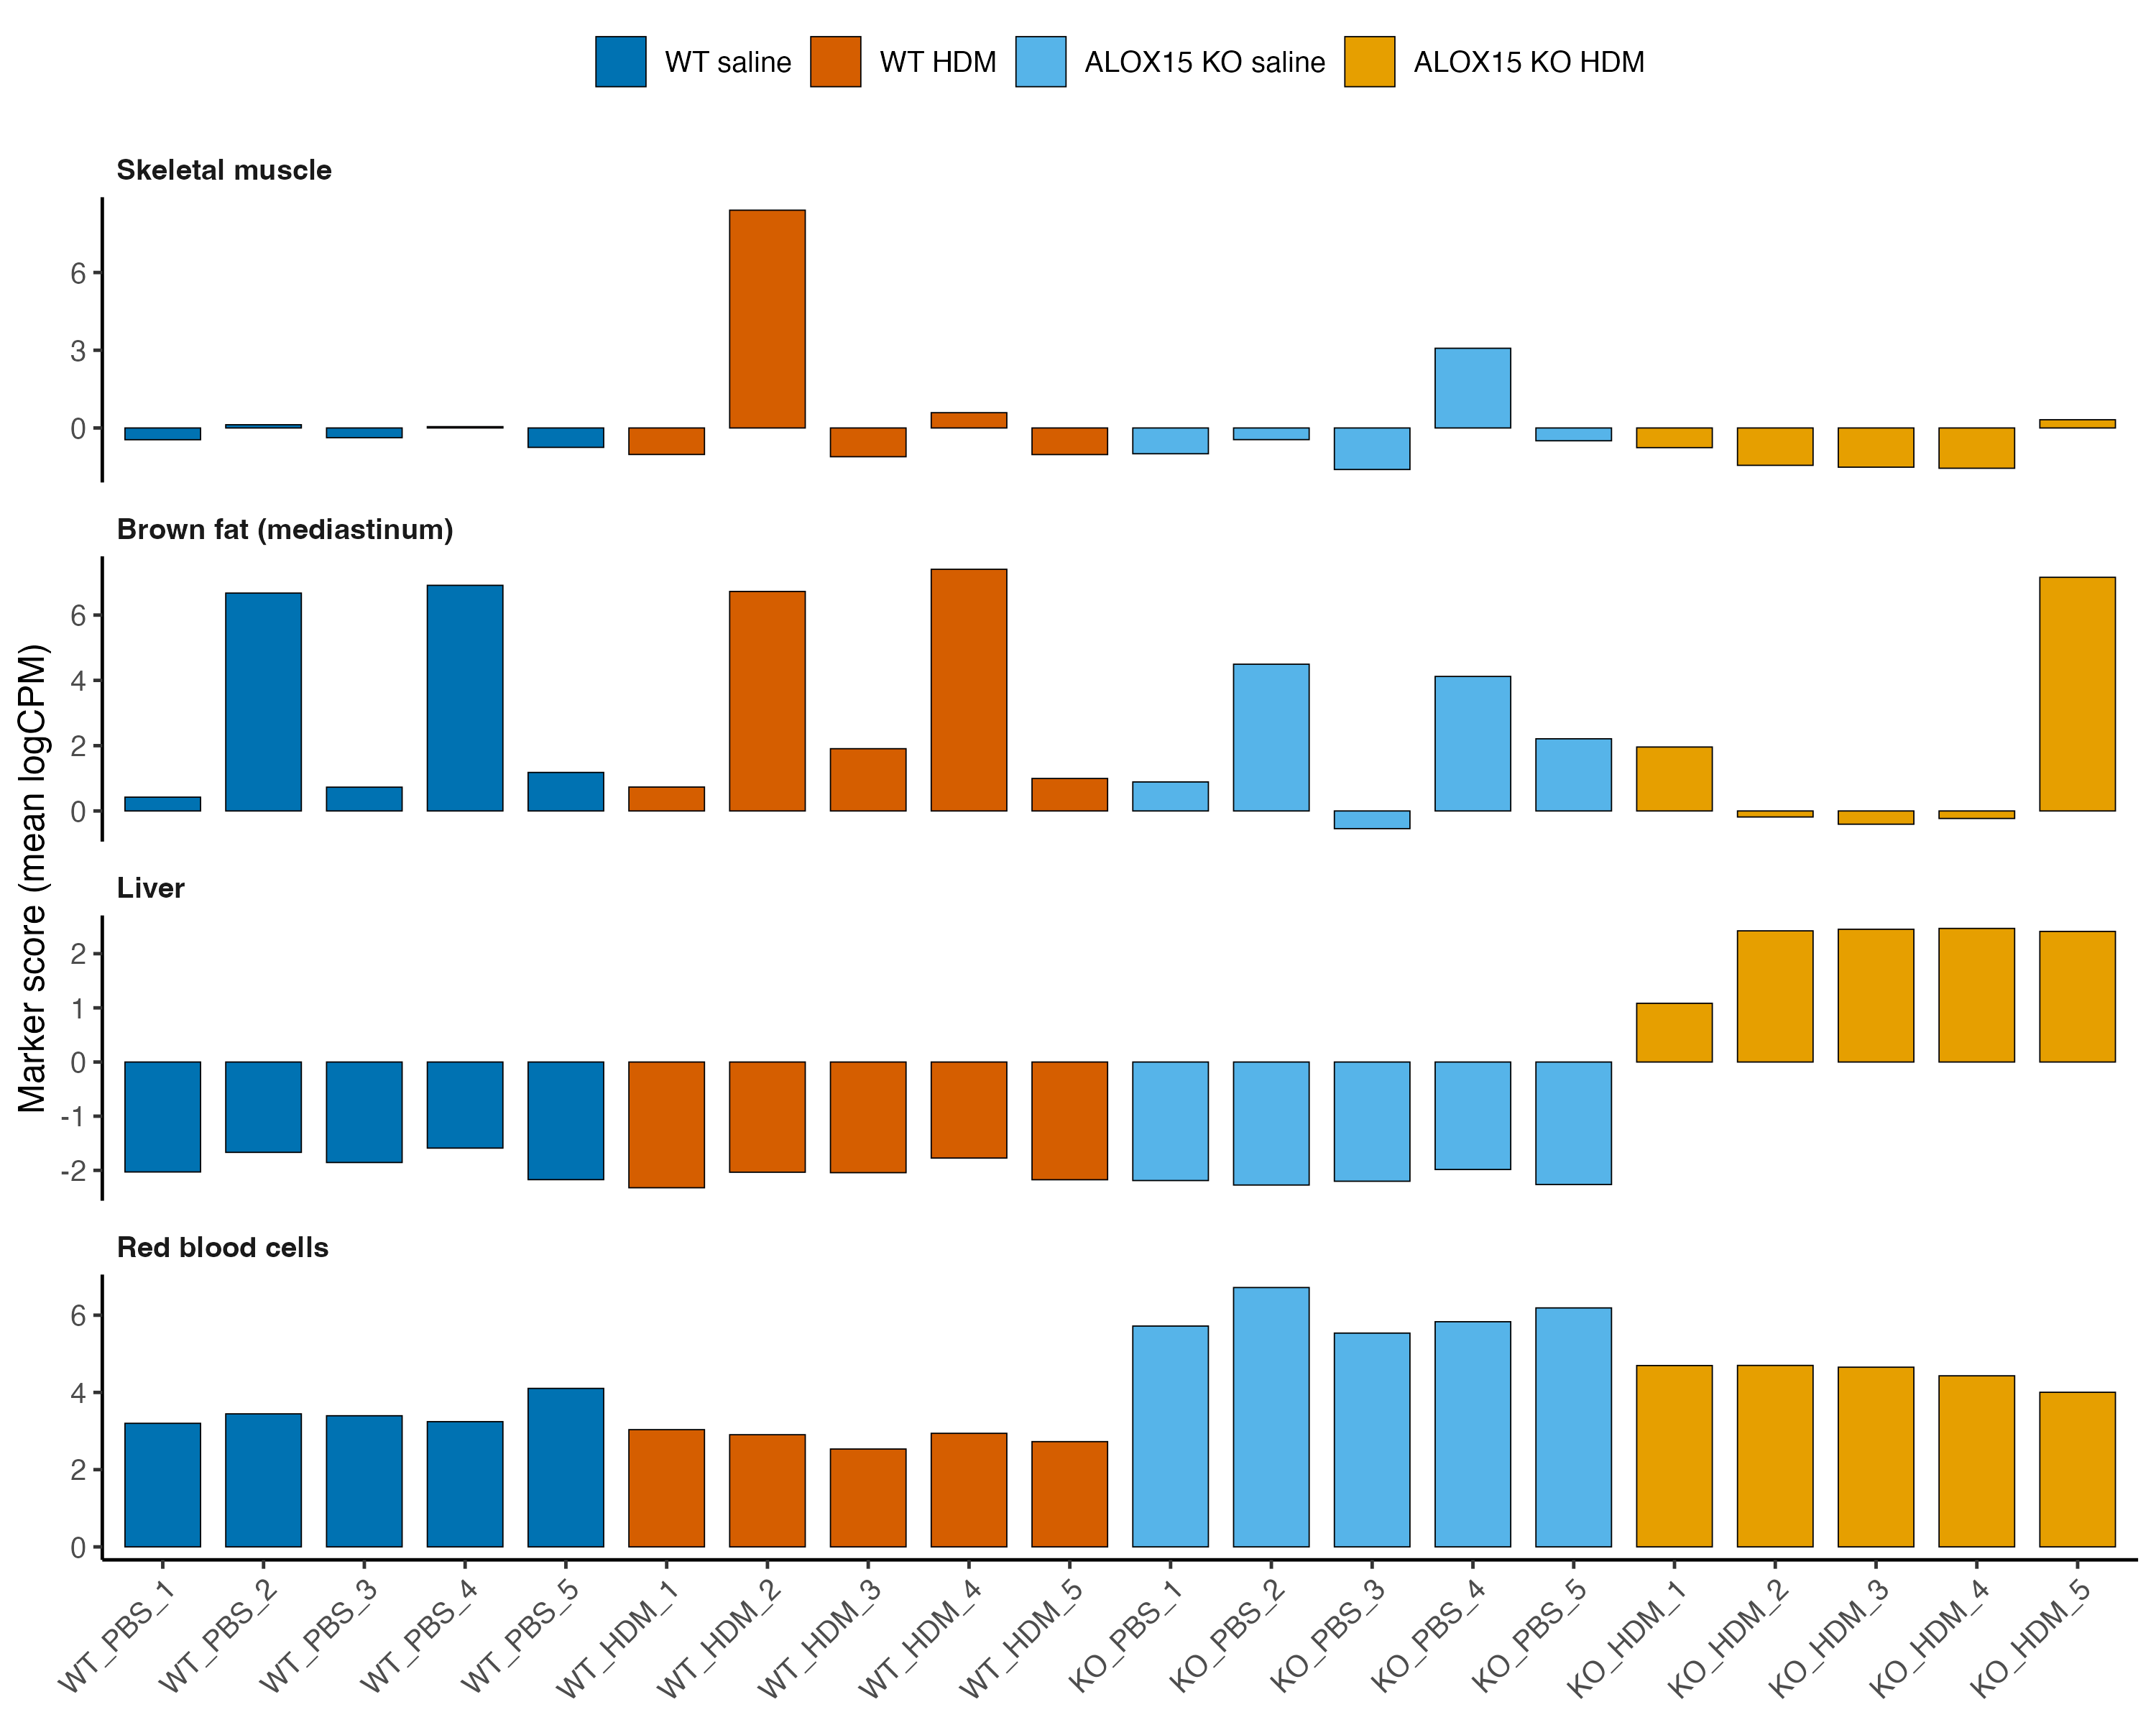 WT saline WT HDM ALOX15 KO saline ALOX15 KO HDM
Skeletal muscle
6
3
0
Brown fat (mediastinum)
6
4
2
0
Liver
2
1
0
-1
-2
Red blood cells
6
4
2
0
Marker score (mean logCPM)
WT_PBS_1 WT_PBS_2 WT_PBS_3 WT_PBS_4 WT_PBS_5 WT_HDM_1 WT_HDM_2 WT_HDM_3 WT_HDM_4 WT_HDM_5 KO_PBS_1 KO_PBS_2 KO_PBS_3 KO_PBS_4 KO_PBS_5 KO_HDM_1 KO_HDM_2 KO_HDM_3 KO_HDM_4 KO_HDM_5